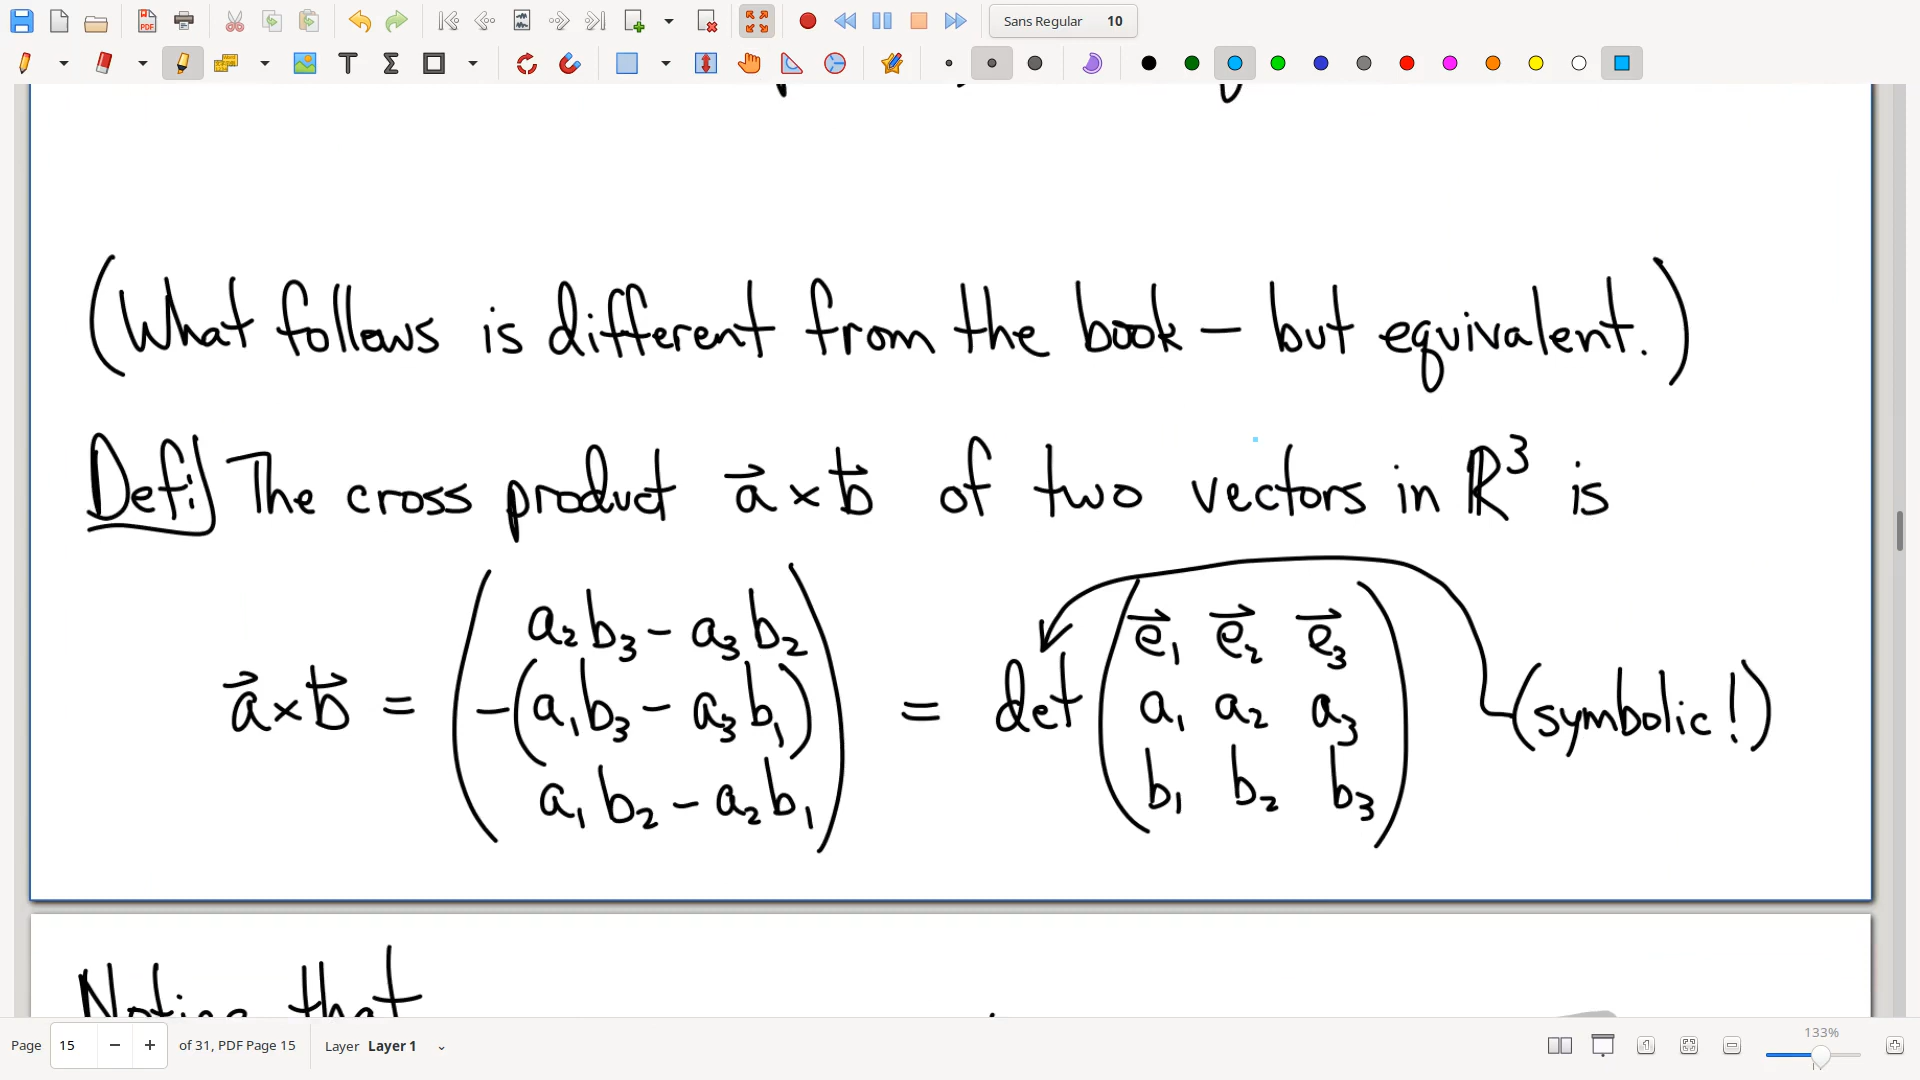 Sans Regular 10
(What follows is different from the book – but equivalent.)
Def: The cross product a⃗×b⃗ of two vectors in ℝ³ is
a⃗×b⃗ = ( a₂b₃ – a₃b₂
–(a₁b₃ – a₃b₁)
a₁b₂ – a₂b₁ ) = det ( e⃗₁ e⃗₂ e⃗₃
a₁ a₂ a₃
b₁ b₂ b₃ ) (symbolic!)
Notice that
Page 15 of 31, PDF Page 15 Layer Layer 1 133%